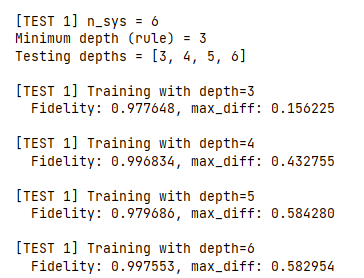 [TEST 1] n_sys = 6
Minimum depth (rule) = 3
Testing depths = [3, 4, 5, 6]
[TEST 1] Training with depth=3
Fidelity: 0.977648, max_diff: 0.156225
[TEST 1] Training with depth=4
Fidelity: 0.996834, max_diff: 0.432755
[TEST 1] Training with depth=5
Fidelity: 0.979686, max_diff: 0.584280
[TEST 1] Training with depth=6
Fidelity: 0.997553, max_diff: 0.582954